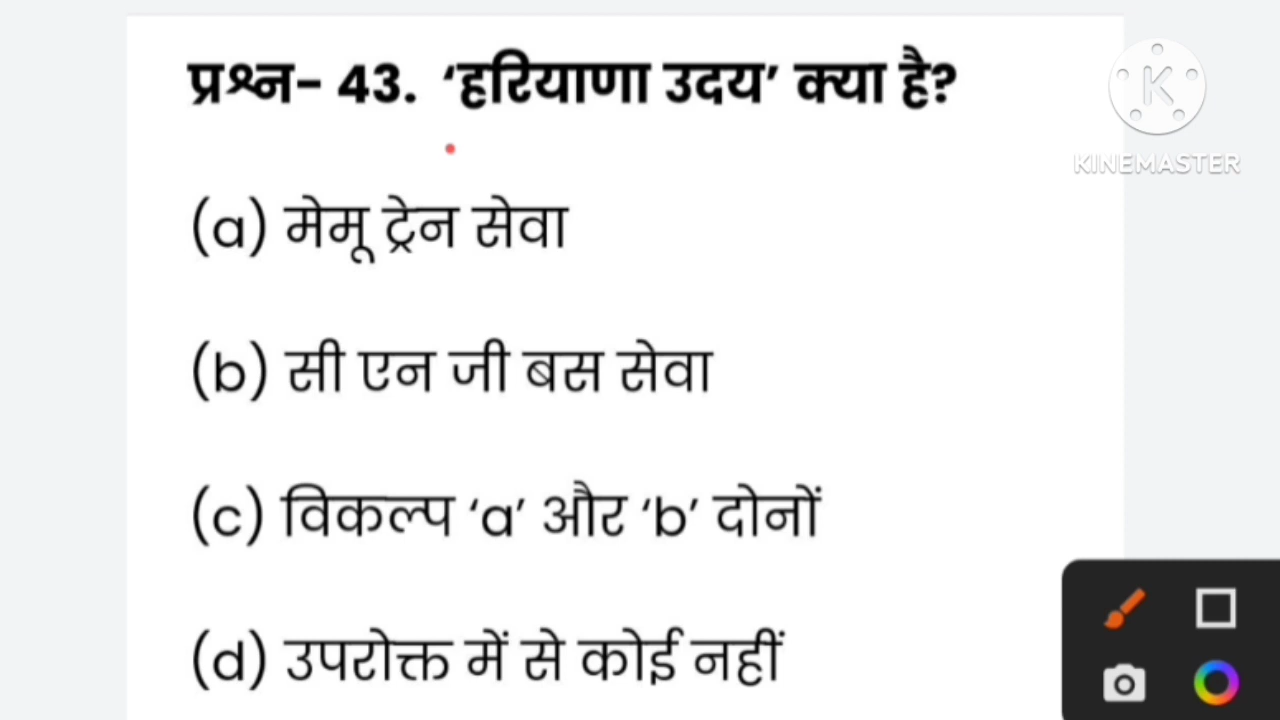 प्रश्न- 43. ‘हरियाणा उदय’ क्या है?
(a) मेमू ट्रेन सेवा
(b) सी एन जी बस सेवा
(c) विकल्प ‘a’ और ‘b’ दोनों
(d) उपरोक्त में से कोई नहीं
K
KINEMASTER